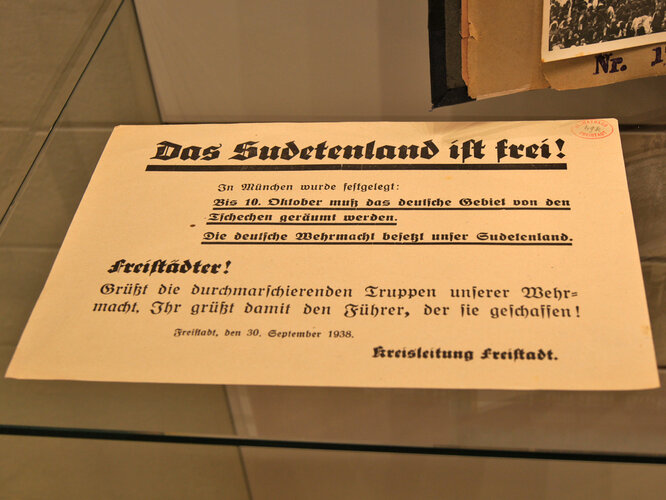 Nr. 1
Das Sudetenland ist frei!
In München wurde festgelegt:
Bis 10. Oktober muß das deutsche Gebiet von den
Tschechen geräumt werden.
Die deutsche Wehrmacht besetzt unser Sudetenland.
Freistädter!
Grüßt die durchmarschierenden Truppen unserer Wehr-
macht. Ihr grüßt damit den Führer, der sie geschaffen!
Freistadt, den 30. September 1938.
Kreisleitung Freistadt.